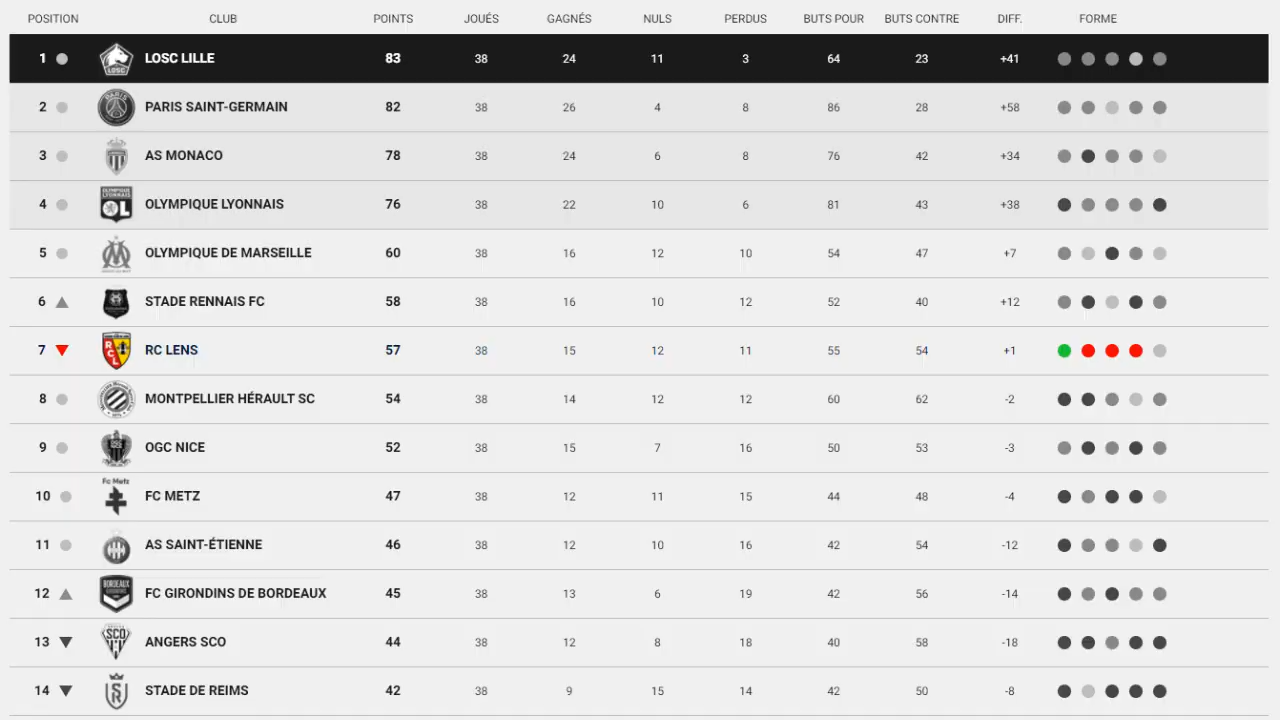 POSITION CLUB POINTS JOUÉS GAGNÉS NULS PERDUS BUTS POUR BUTS CONTRE DIFF. FORME
1 LOSC LILLE 83 38 24 11 3 64 23 +41
2 PARIS SAINT-GERMAIN 82 38 26 4 8 86 28 +58
3 AS MONACO 78 38 24 6 8 76 42 +34
4 OLYMPIQUE LYONNAIS 76 38 22 10 6 81 43 +38
5 OLYMPIQUE DE MARSEILLE 60 38 16 12 10 54 47 +7
6 STADE RENNAIS FC 58 38 16 10 12 52 40 +12
7 RC LENS 57 38 15 12 11 55 54 +1
8 MONTPELLIER HÉRAULT SC 54 38 14 12 12 60 62 -2
9 OGC NICE 52 38 15 7 16 50 53 -3
10 FC METZ 47 38 12 11 15 44 48 -4
11 AS SAINT-ÉTIENNE 46 38 12 10 16 42 54 -12
12 FC GIRONDINS DE BORDEAUX 45 38 13 6 19 42 56 -14
13 ANGERS SCO 44 38 12 8 18 40 58 -18
14 STADE DE REIMS 42 38 9 15 14 42 50 -8